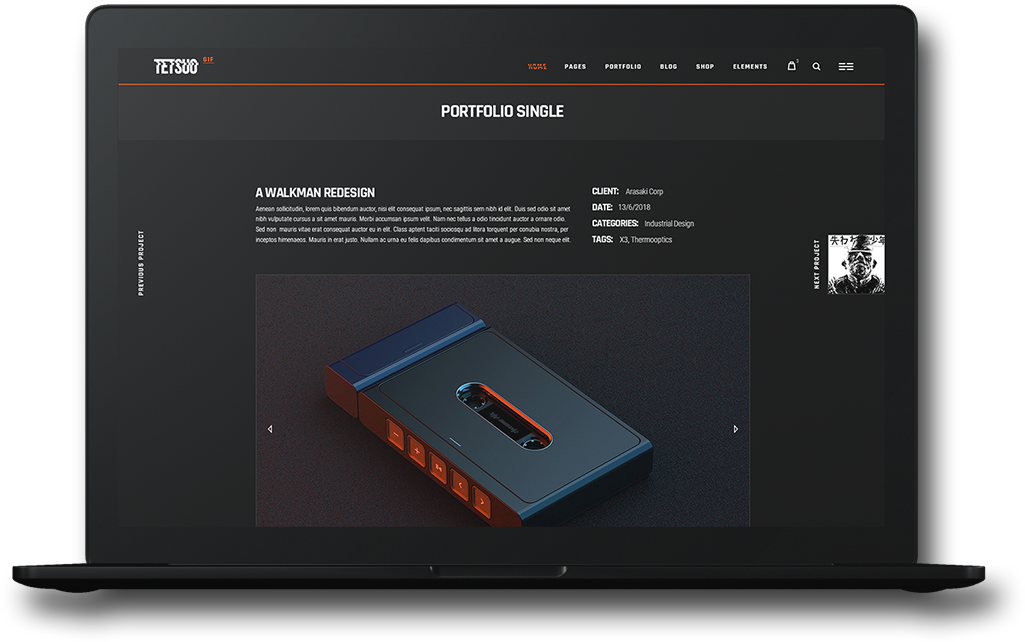 TETSUO GIF
HOME PAGES PORTFOLIO BLOG SHOP ELEMENTS
PORTFOLIO SINGLE
A WALKMAN REDESIGN
Aenean sollicitudin, lorem quis bibendum auctor, nisi elit consequat ipsum, nec sagittis sem nibh id elit. Duis sed odio sit amet
nibh vulputate cursus a sit amet mauris. Morbi accumsan ipsum velit. Nam nec tellus a odio tincidunt auctor a ornare odio.
Sed non mauris vitae erat consequat auctor eu in elit. Class aptent taciti sociosqu ad litora torquent per conubia nostra, per
inceptos himenaeos. Mauris in erat justo. Nullam ac urna eu felis dapibus condimentum sit amet a augue. Sed non neque elit.
CLIENT: Arasaki Corp
DATE: 13/6/2018
CATEGORIES: Industrial Design
TAGS: X3, Thermooptics
PREVIOUS PROJECT
NEXT PROJECT